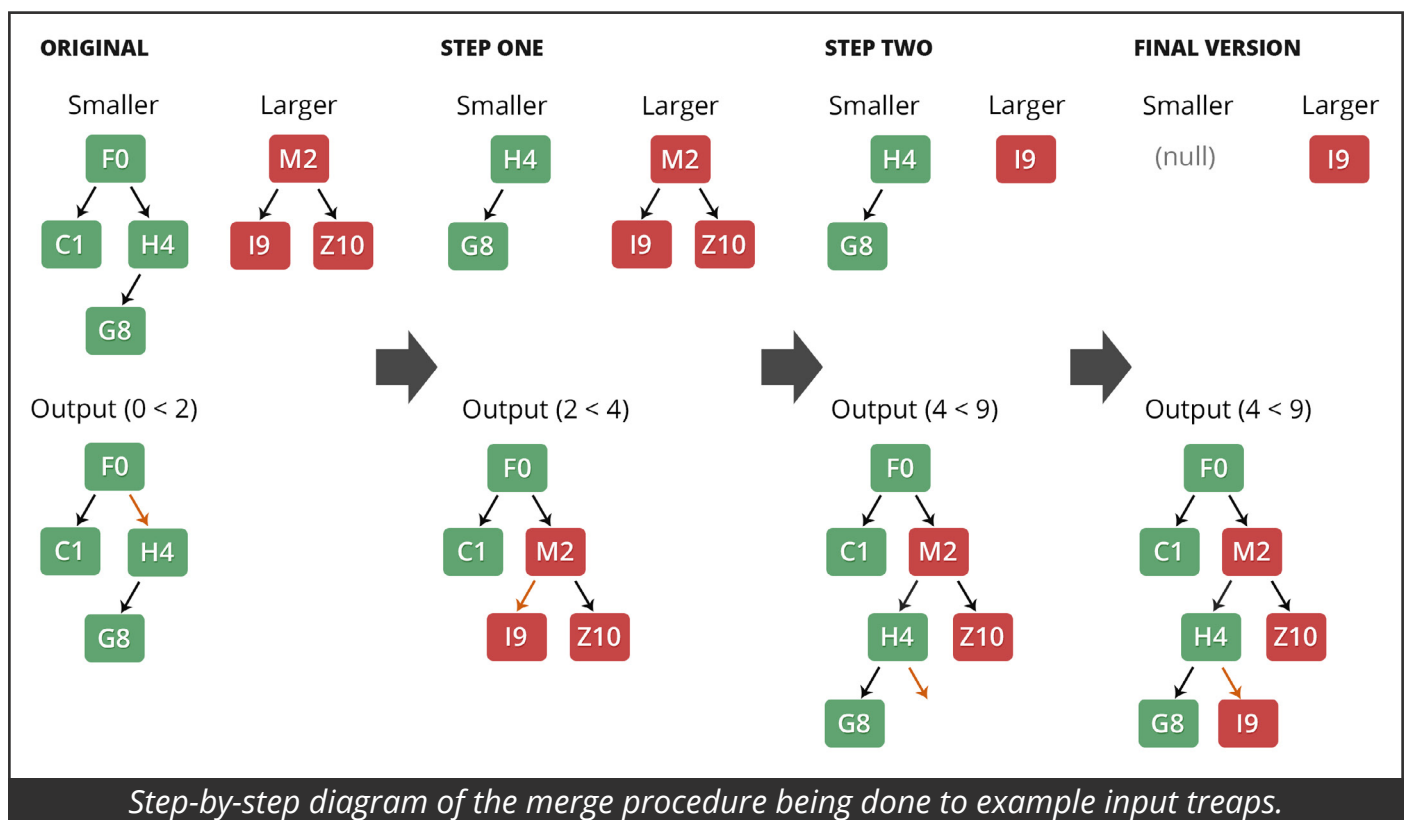 ORIGINAL
Smaller Larger
F0 M2
C1 H4 I9 Z10
G8
Output (0 < 2)
F0
C1 H4
G8
STEP ONE
Smaller Larger
H4 M2
G8 I9 Z10
Output (2 < 4)
F0
C1 M2
I9 Z10
STEP TWO
Smaller Larger
H4 I9
G8
Output (4 < 9)
F0
C1 M2
H4 Z10
G8
FINAL VERSION
Smaller Larger
(null) I9
Output (4 < 9)
F0
C1 M2
H4 Z10
G8 I9
Step-by-step diagram of the merge procedure being done to example input treaps.